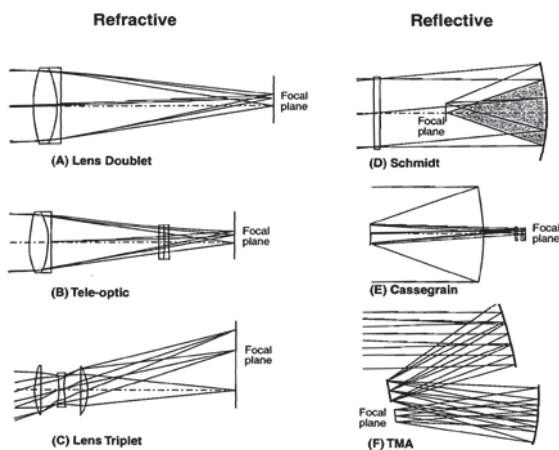 Refractive
Focal
plane
(A) Lens Doublet
Focal
plane
(B) Tele-optic
Focal
plane
(C) Lens Triplet
Reflective
Focal
plane
(D) Schmidt
Focal
plane
(E) Cassegrain
Focal
plane
(F) TMA